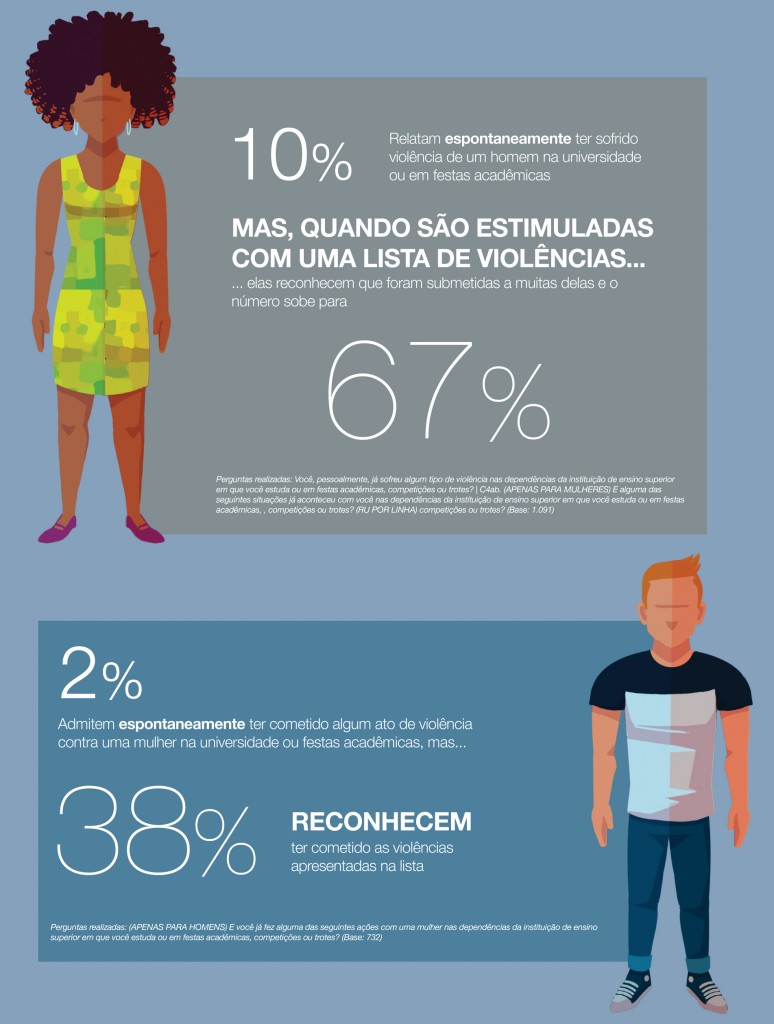 10%
Relatam espontaneamente ter sofrido
violência de um homem na universidade
ou em festas acadêmicas
MAS, QUANDO SÃO ESTIMULADAS
COM UMA LISTA DE VIOLÊNCIAS...
... elas reconhecem que foram submetidas a muitas delas e o
número sobe para
67%
Perguntas realizadas: Você, pessoalmente, já sofreu algum tipo de violência nas dependências da instituição de ensino superior
em que você estuda ou em festas acadêmicas, competições ou trotes? | C4ab. (APENAS PARA MULHERES) E alguma das
seguintes situações já aconteceu com você nas dependências da instituição de ensino superior em que você estuda ou em festas
acadêmicas, , competições ou trotes? (RU POR LINHA) competições ou trotes? (Base: 1.091)
2%
Admitem espontaneamente ter cometido algum ato de violência
contra uma mulher na universidade ou festas acadêmicas, mas...
38%
RECONHECEM
ter cometido as violências
apresentadas na lista
Perguntas realizadas: (APENAS PARA HOMENS) E você já fez alguma das seguintes ações com uma mulher nas dependências da instituição de ensino
superior em que você estuda ou em festas acadêmicas, competições ou trotes? (Base: 732)